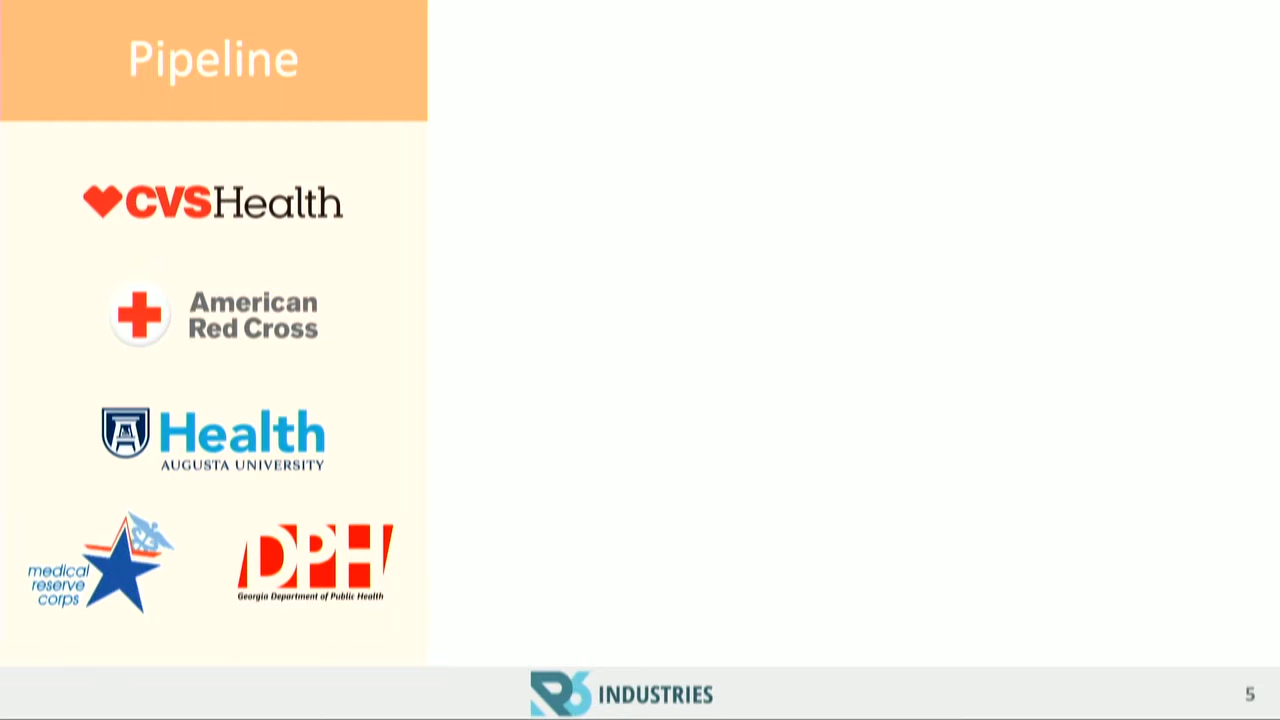 Pipeline
CVSHealth
American
Red Cross
Health
AUGUSTA UNIVERSITY
medical
reserve
corps
DPH
Georgia Department of Public Health
R6 INDUSTRIES
5